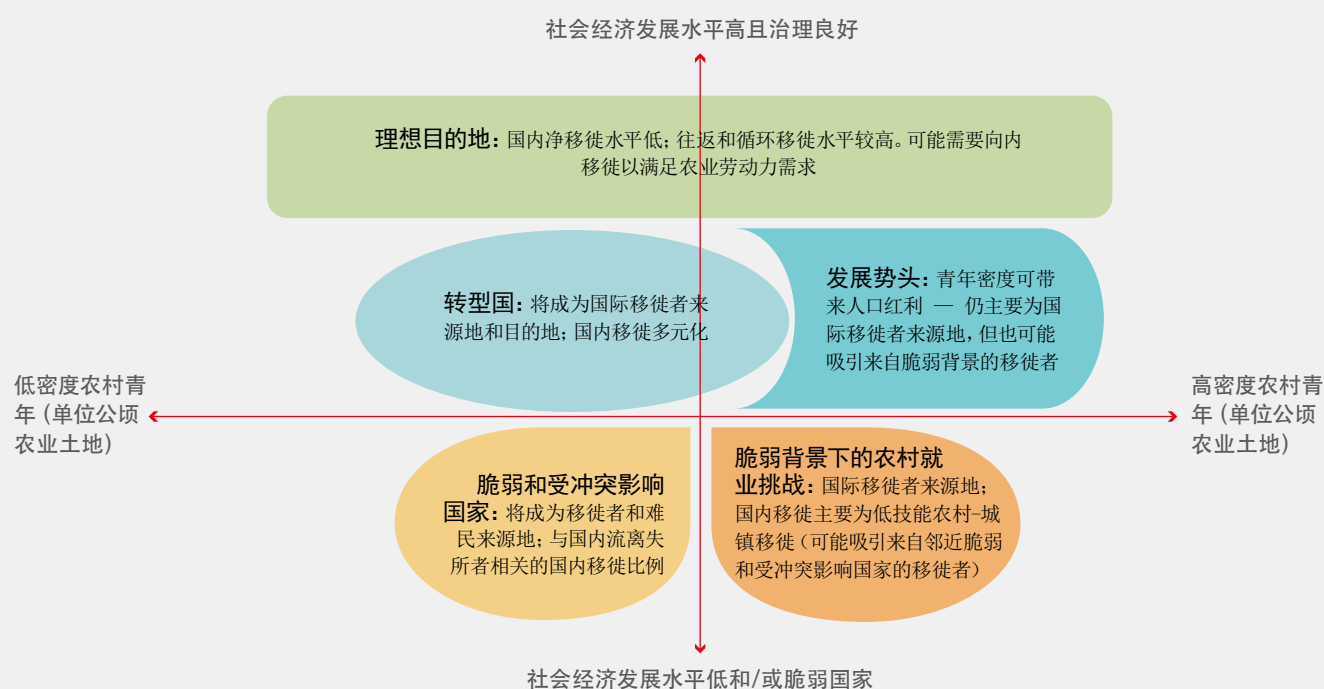 社会经济发展水平高且治理良好
理想目的地: 国内净移徙水平低; 往返和循环移徙水平较高。可能需要向内
移徙以满足农业劳动力需求
转型国: 将成为国际移徙者来
源地和目的地; 国内移徙多元化
发展势头: 青年密度可带
来人口红利 — 仍主要为国
际移徙者来源地, 但也可能
吸引来自脆弱背景的移徙者
低密度农村青
年 (单位公顷
农业土地)
高密度农村青
年 (单位公顷
农业土地)
脆弱和受冲突影响
国家: 将成为移徙者和难
民来源地; 与国内流离失
所者相关的国内移徙比例
脆弱背景下的农村就
业挑战: 国际移徙者来源地;
国内移徙主要为低技能农村-城
镇移徙 (可能吸引来自邻近脆弱
和受冲突影响国家的移徙者)
社会经济发展水平低和/或脆弱国家